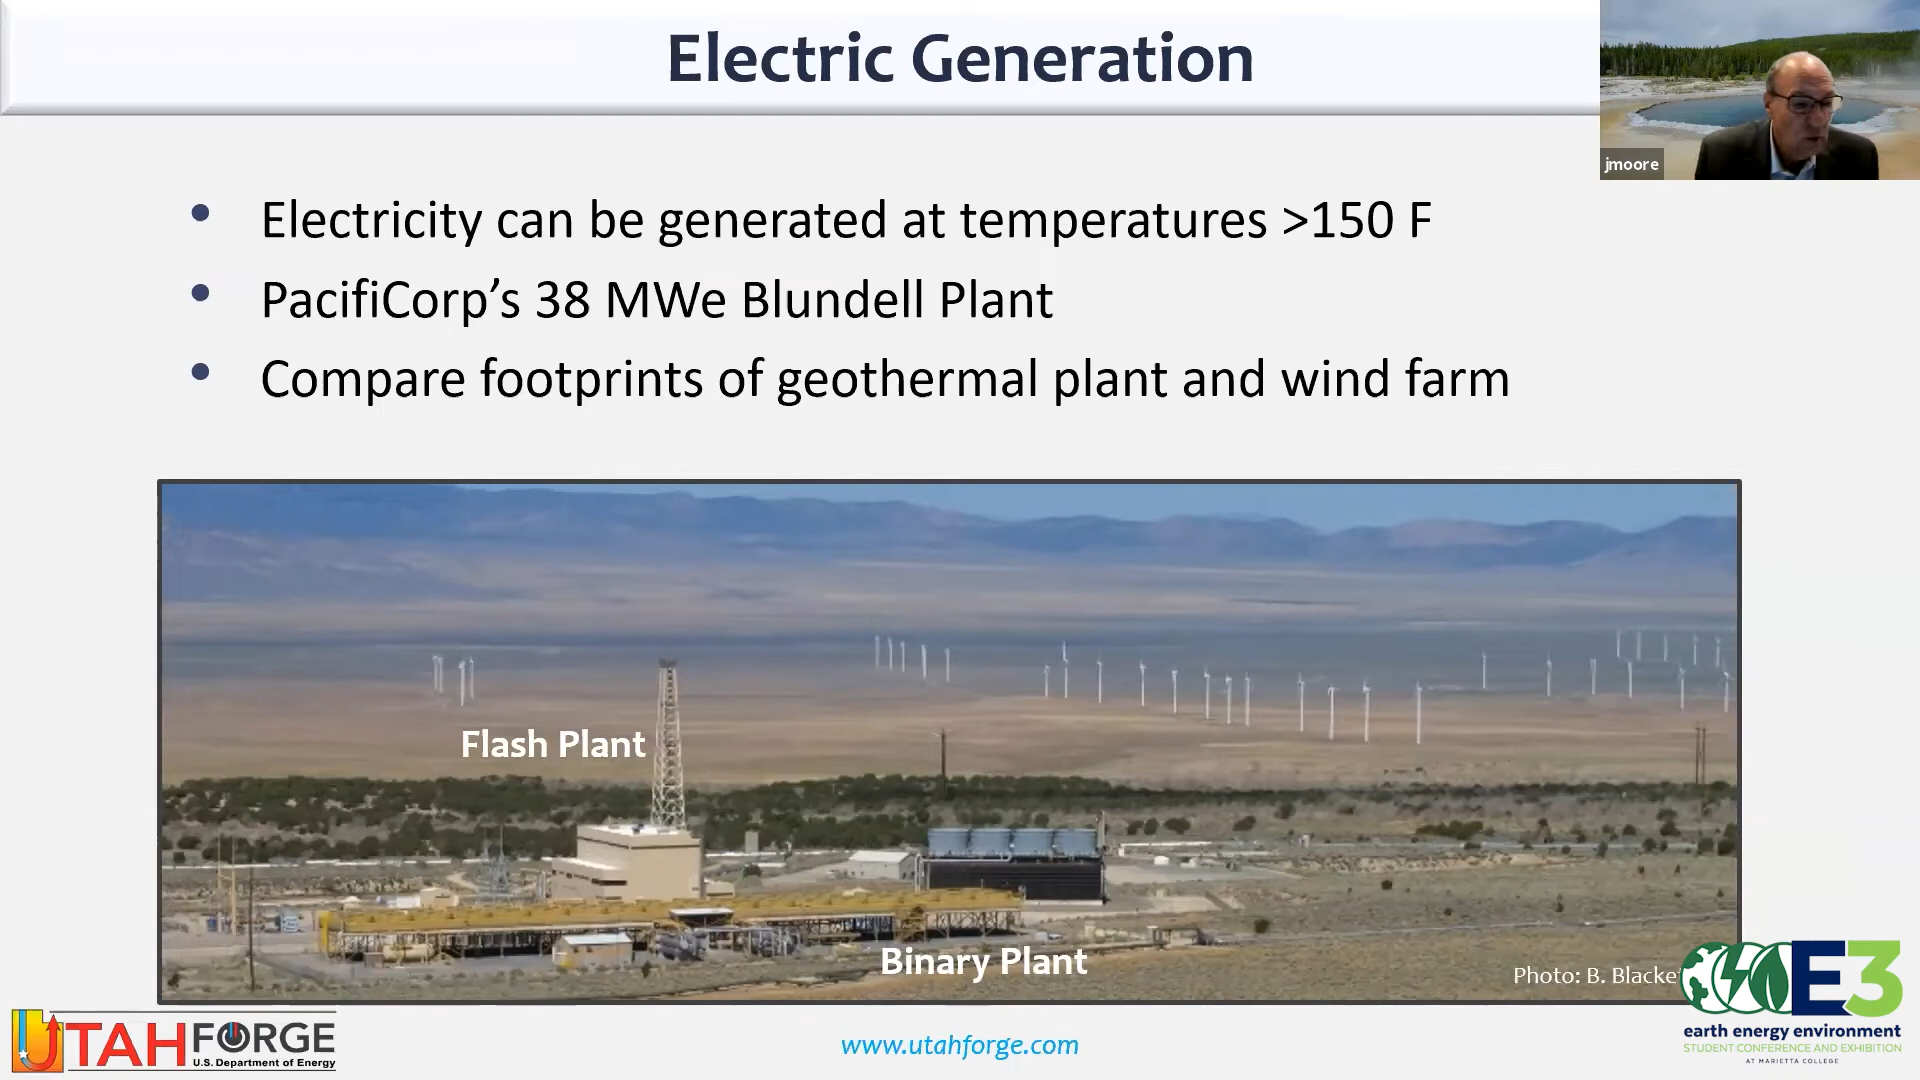 Electric Generation
jmoore
• Electricity can be generated at temperatures >150 F
• PacifiCorp’s 38 MWe Blundell Plant
• Compare footprints of geothermal plant and wind farm
Flash Plant
Binary Plant
Photo: B.
UTAH FORGE
U.S. Department of Energy
www.utahforge.com
E3
earth energy environment
STUDENT CONFERENCE AND EXHIBITION
AT MARIETTA COLLEGE